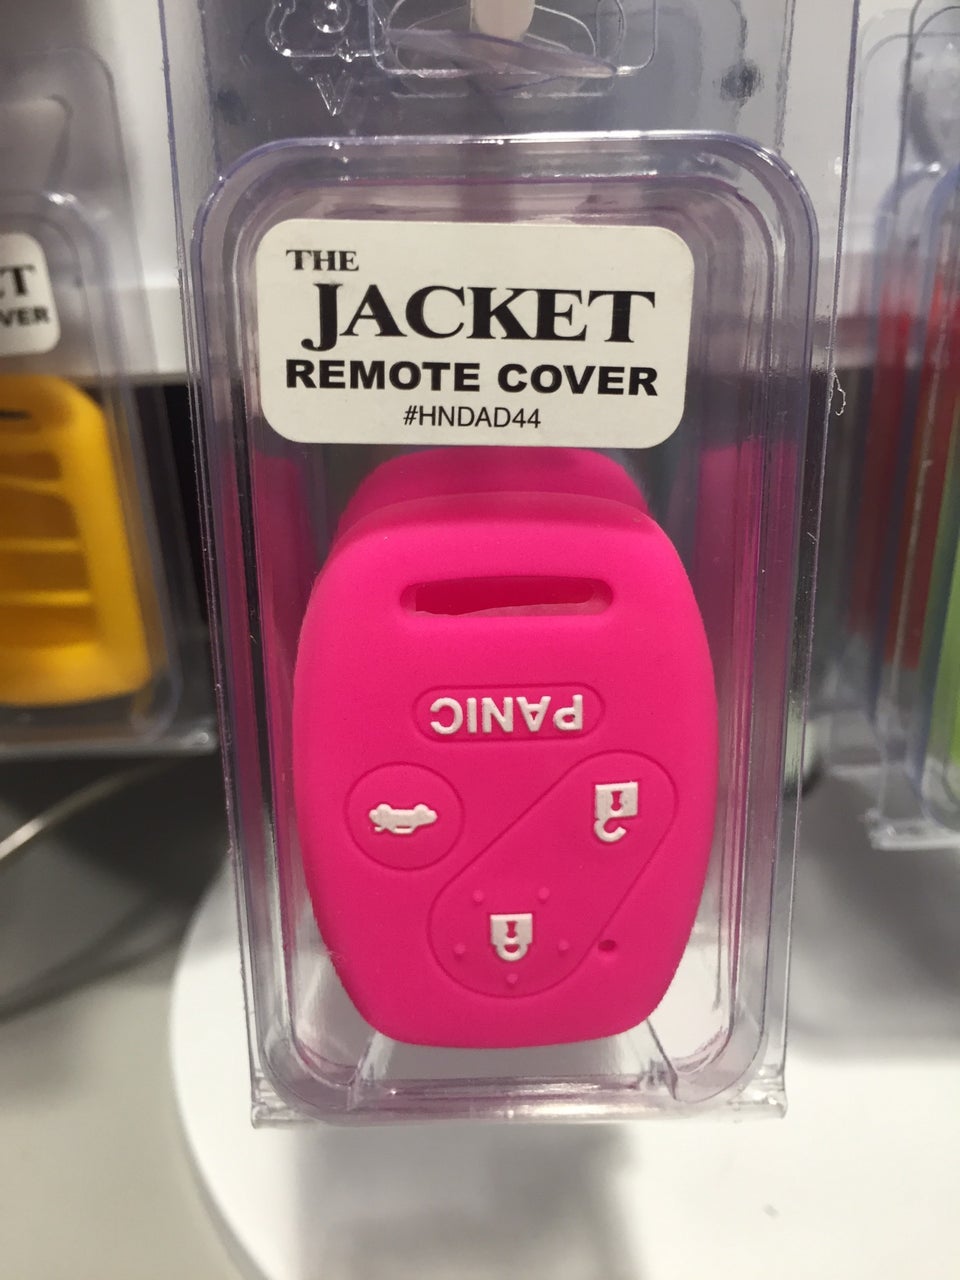 THE
JACKET
REMOTE COVER
#HNDAD44
PANIC